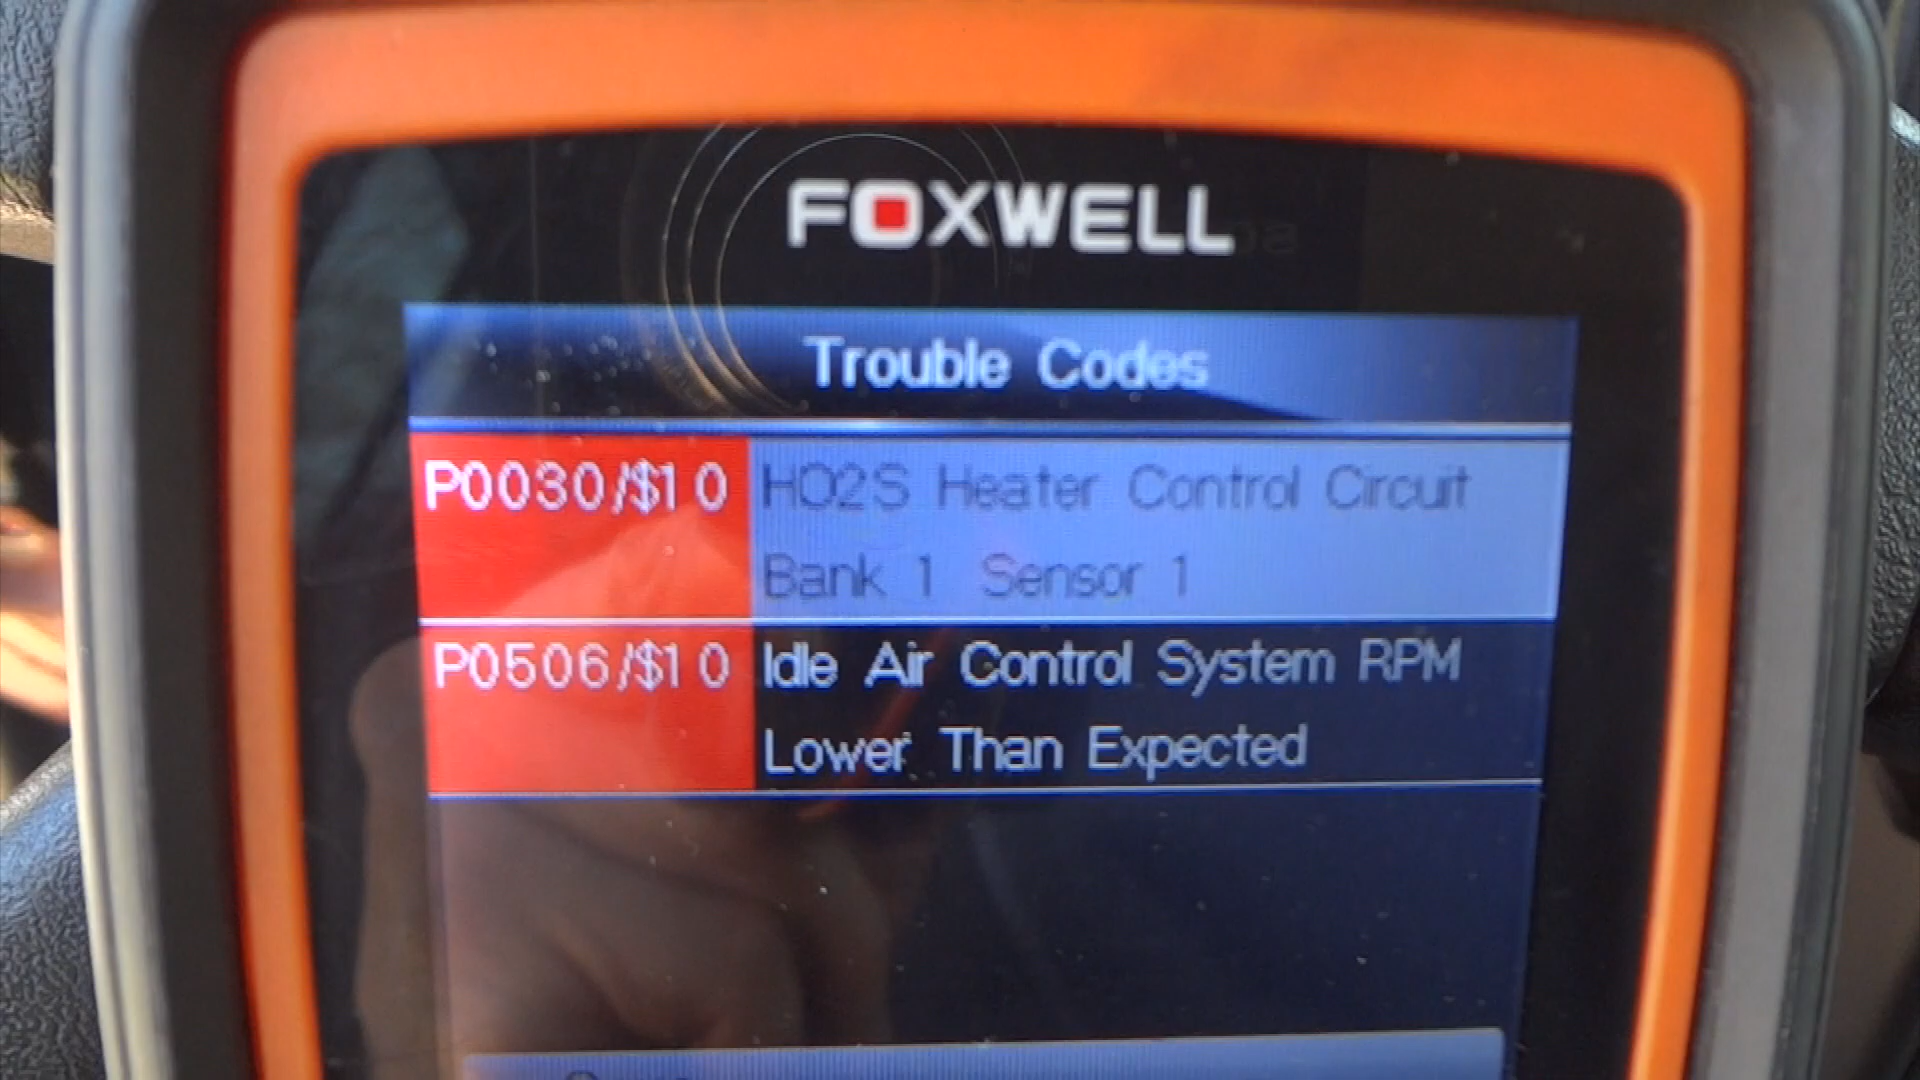 FOXWELL
Trouble Codes
P0030/$10 HO2S Heater Control Circuit
Bank 1 Sensor 1
P0506/$10 Idle Air Control System RPM
Lower Than Expected